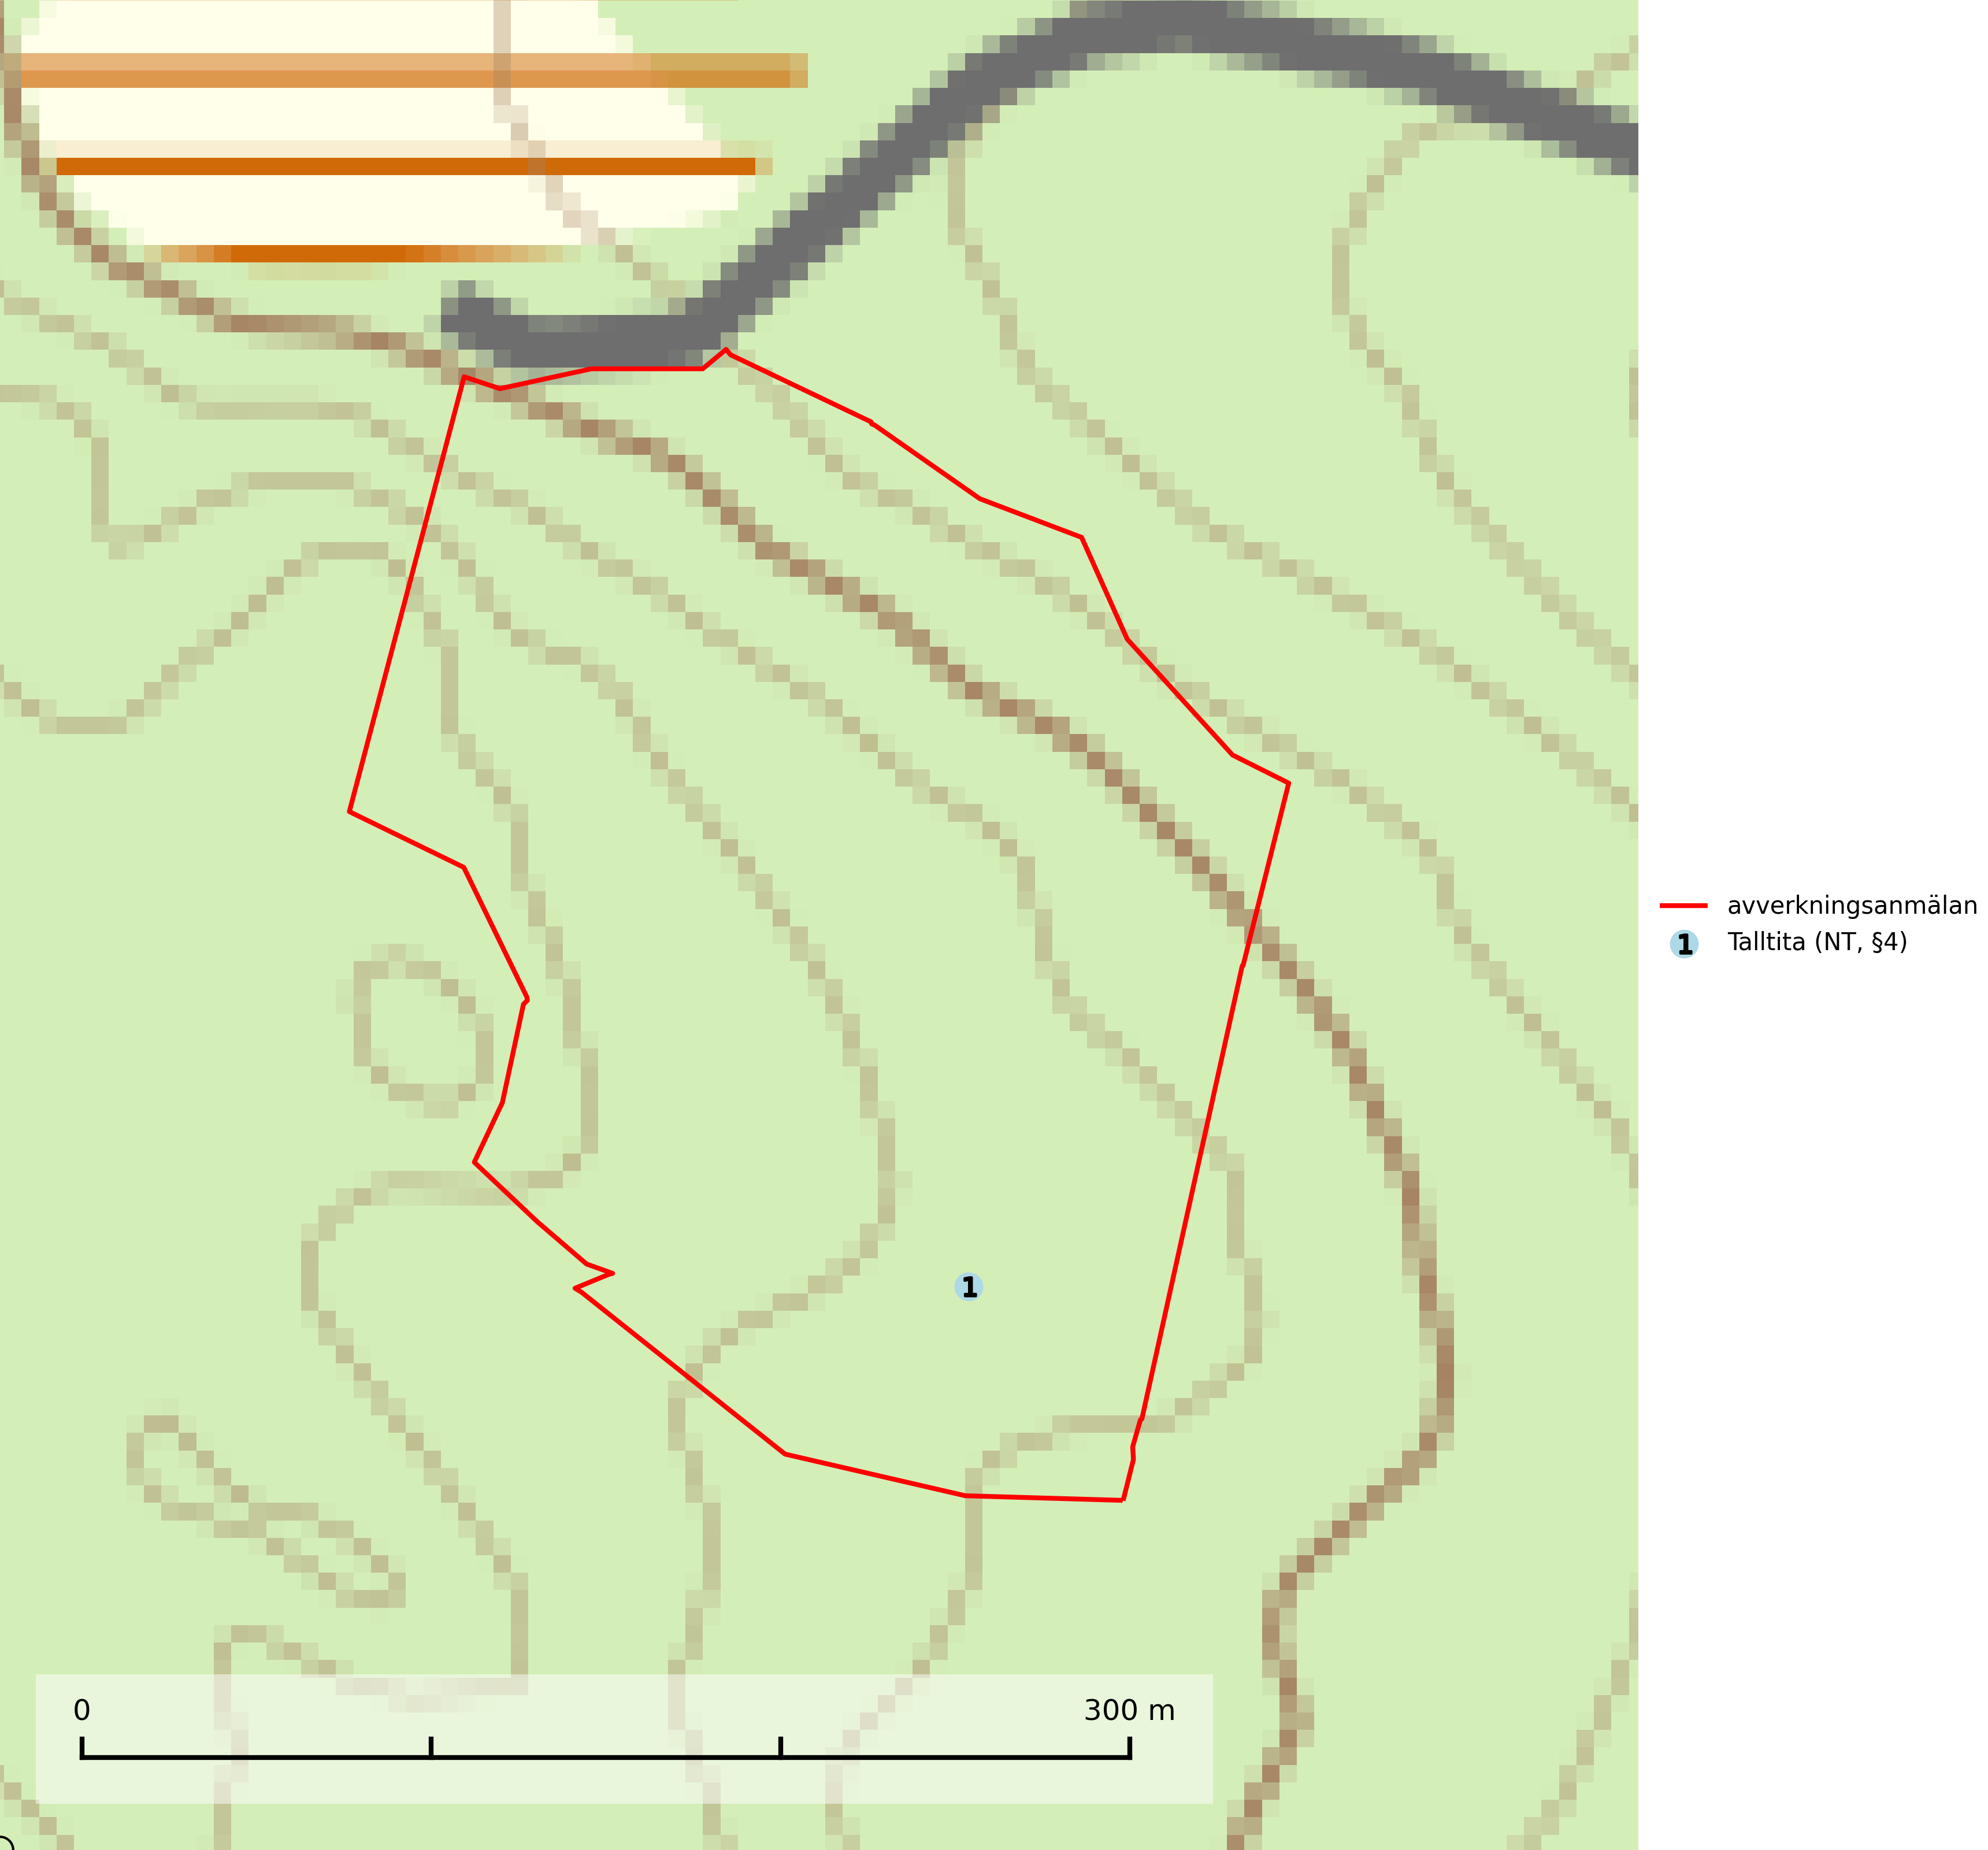 avverkningsanmälan
1 Talltita (NT, §4)
1
0 300 m